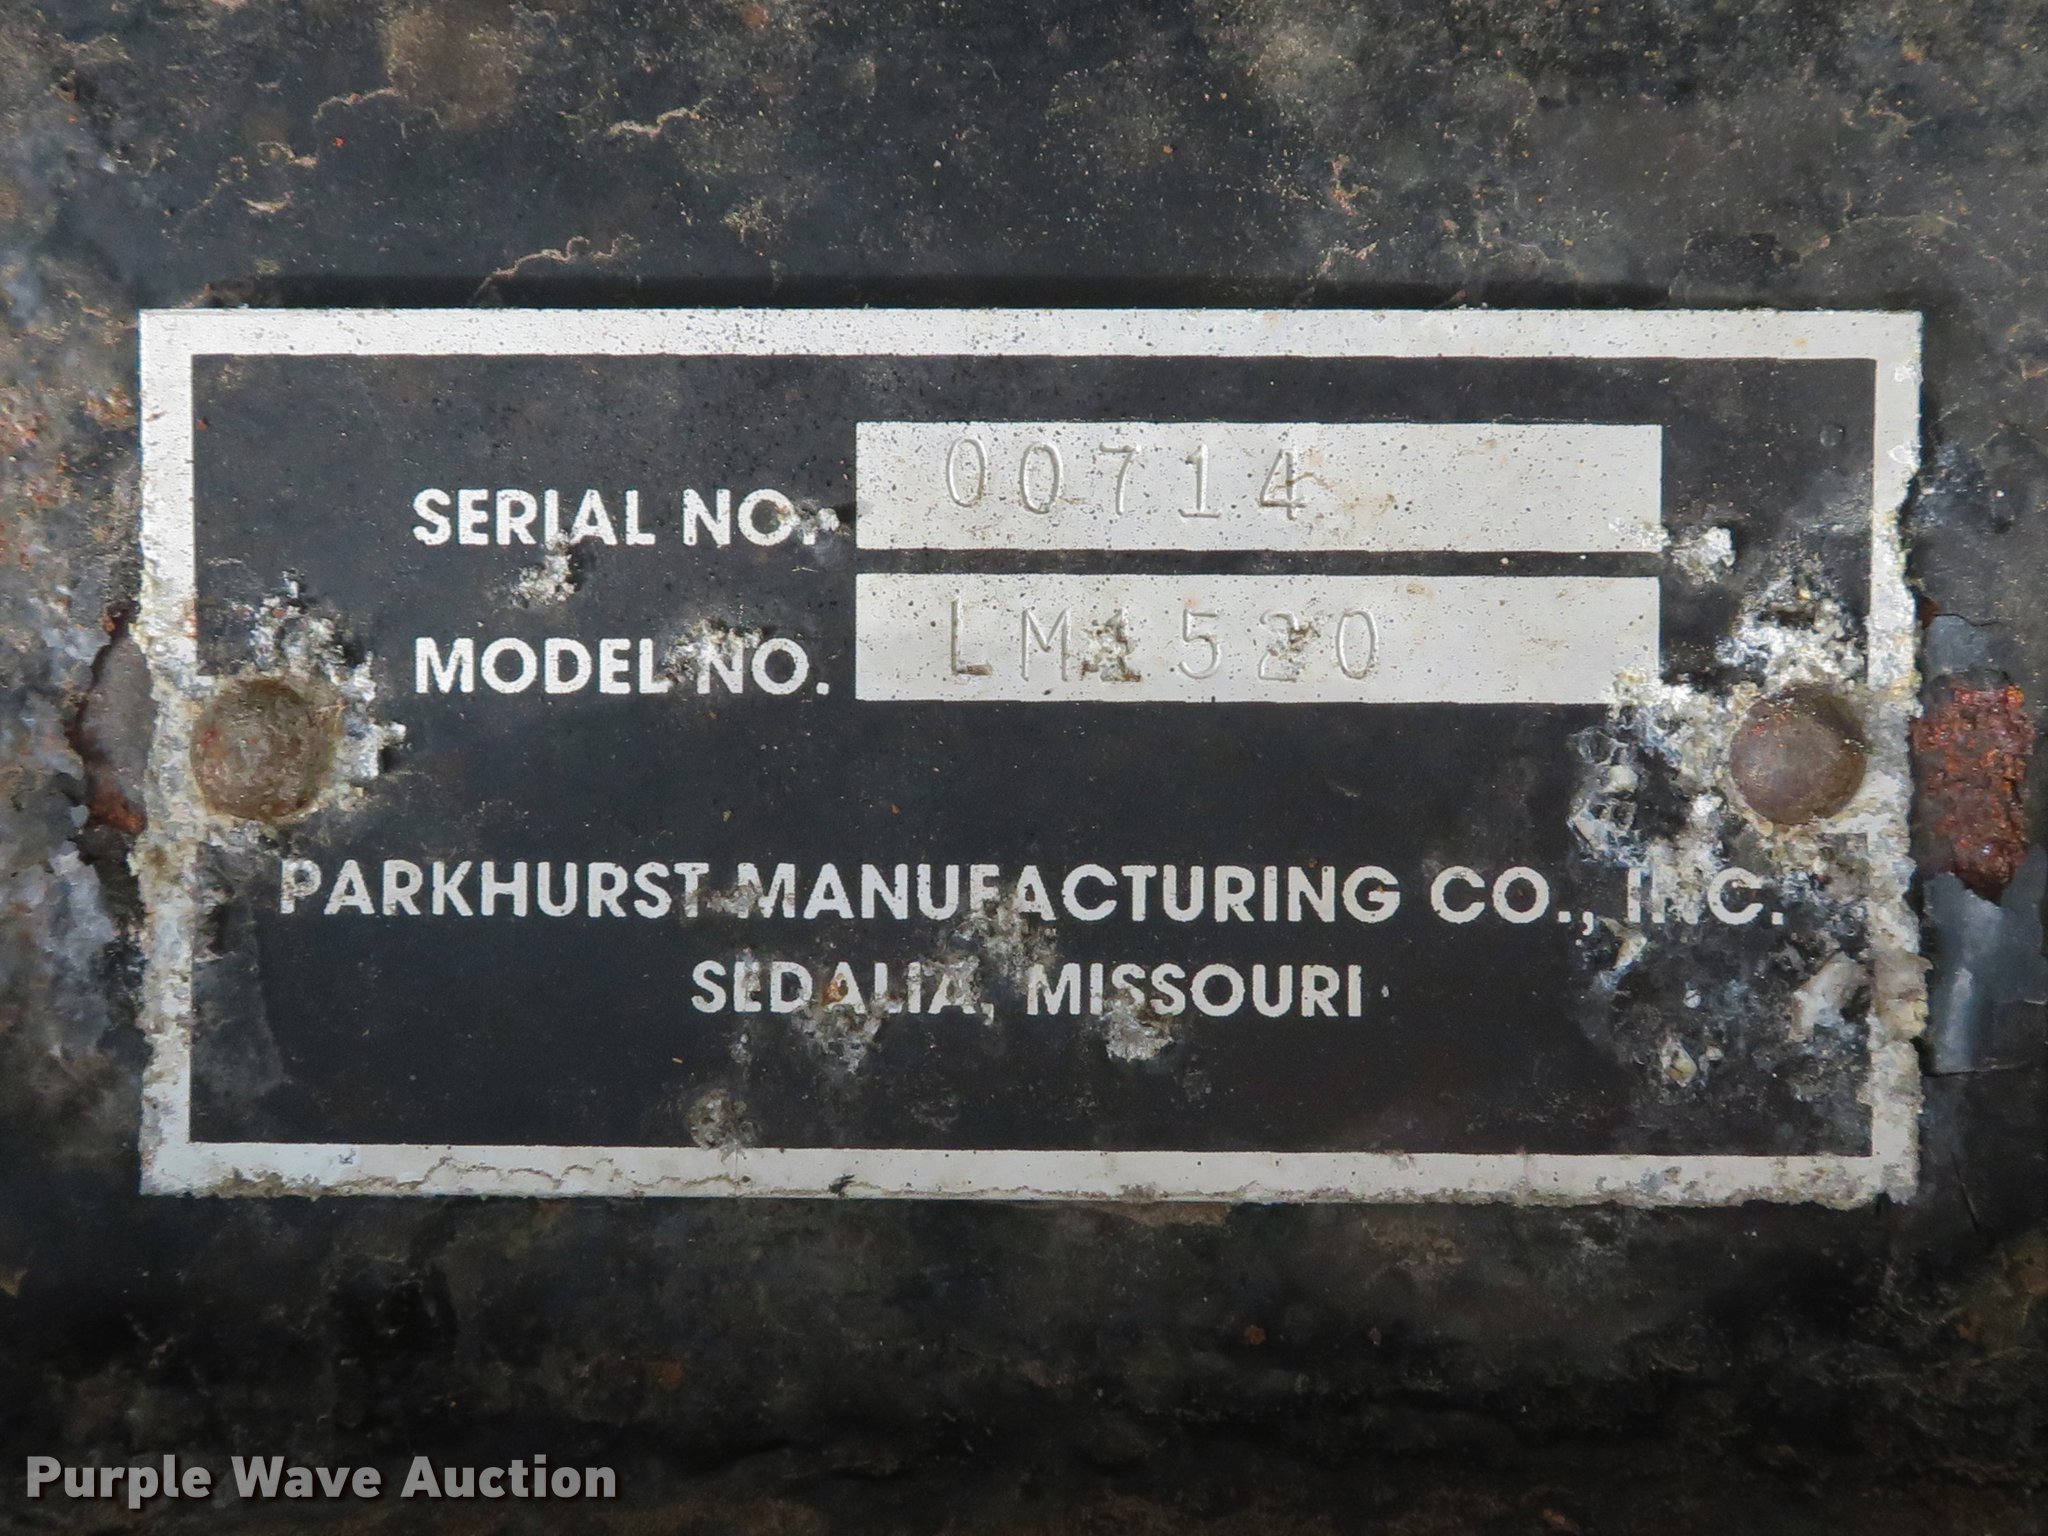 SERIAL NO. 00714
MODEL NO. LM1520
PARKHURST MANUFACTURING CO., INC.
SEDALIA, MISSOURI
Purple Wave Auction